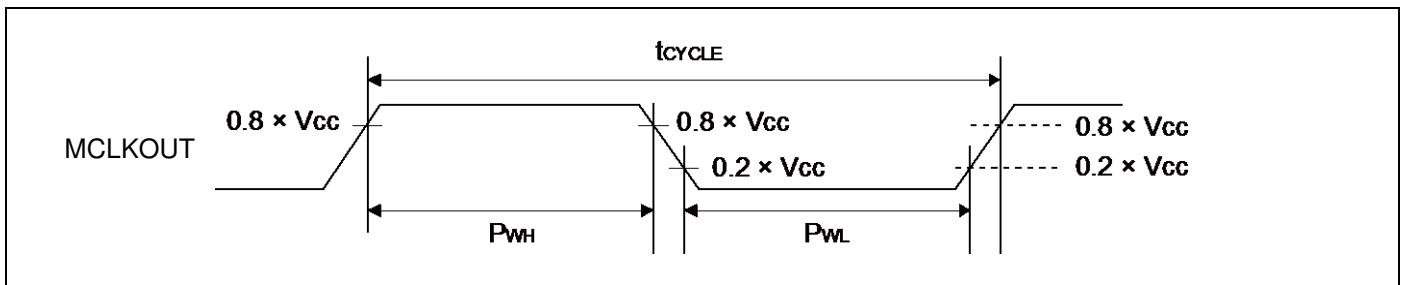 tCYCLE
0.8 × Vcc
0.8 × Vcc
0.8 × Vcc
MCLKOUT
0.2 × Vcc
0.2 × Vcc
PWH
PWL